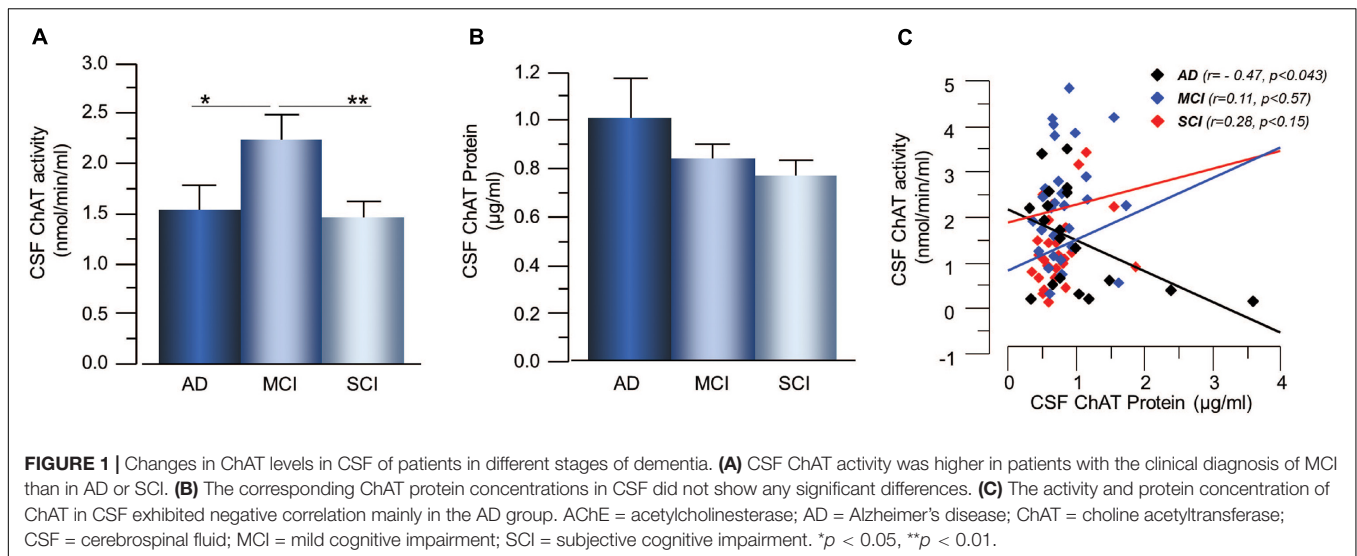 A
B
C
3.0
2.5
2.0
1.5
1.0
0.5
0.0
CSF ChAT activity
(nmol/min/ml)
*
**
AD MCI SCI
1.2
1.0
0.8
0.6
0.4
0.2
0.0
CSF ChAT Protein
(µg/ml)
AD MCI SCI
5
4
3
2
1
0
-1
CSF ChAT activity
(nmol/min/ml)
AD (r= - 0.47, p<0.043)
MCI (r=0.11, p<0.57)
SCI (r=0.28, p<0.15)
0 1 2 3 4
CSF ChAT Protein (µg/ml)
FIGURE 1 | Changes in ChAT levels in CSF of patients in different stages of dementia. (A) CSF ChAT activity was higher in patients with the clinical diagnosis of MCI
than in AD or SCI. (B) The corresponding ChAT protein concentrations in CSF did not show any significant differences. (C) The activity and protein concentration of
ChAT in CSF exhibited negative correlation mainly in the AD group. AChE = acetylcholinesterase; AD = Alzheimer's disease; ChAT = choline acetyltransferase;
CSF = cerebrospinal fluid; MCI = mild cognitive impairment; SCI = subjective cognitive impairment. *p < 0.05, **p < 0.01.